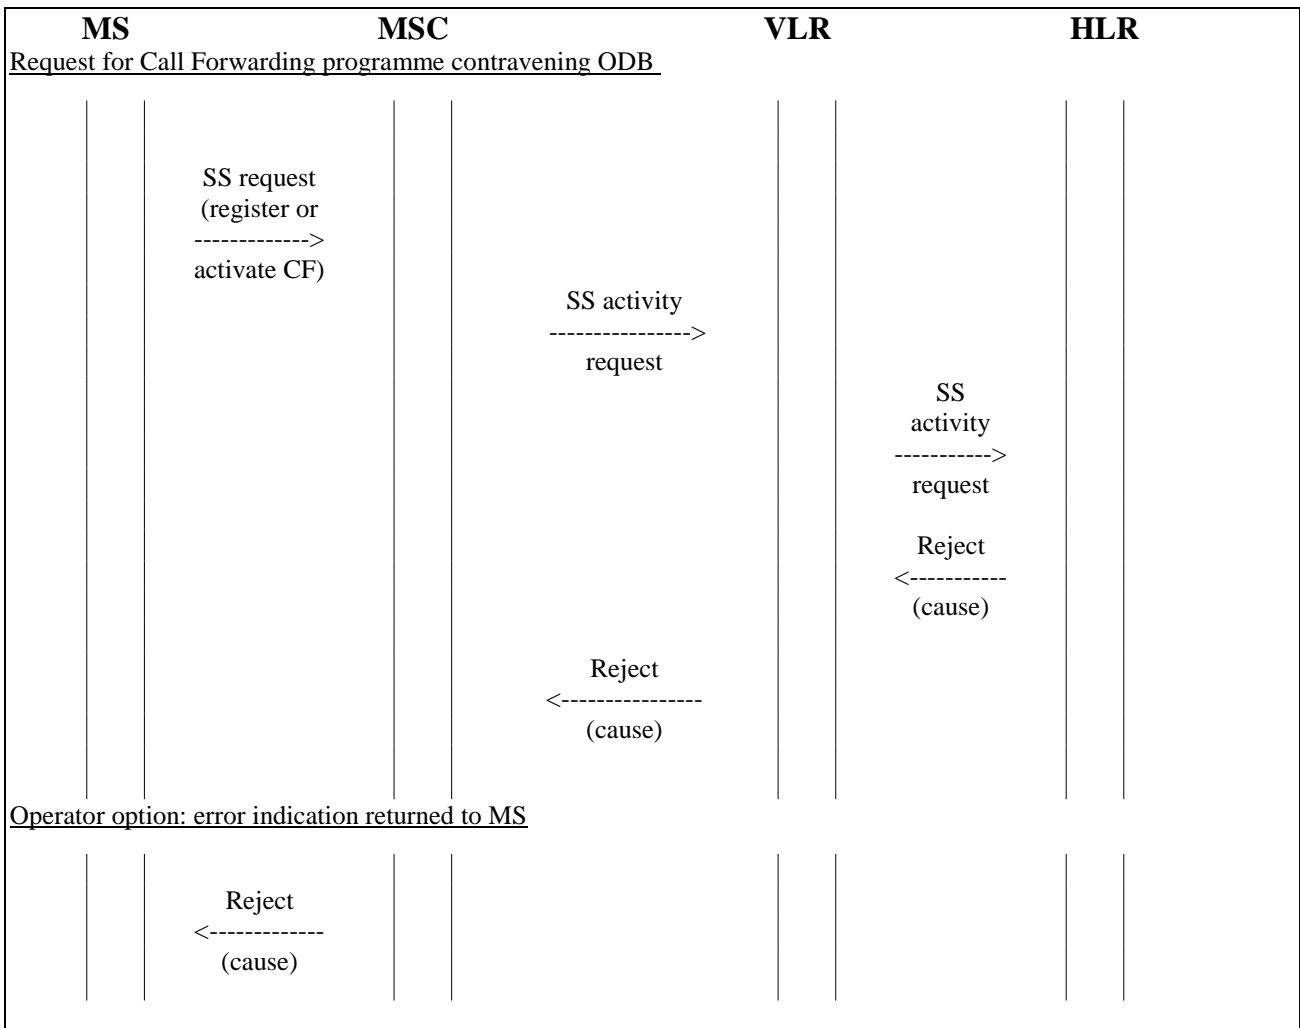 MS MSC VLR HLR
Request for Call Forwarding programme contravening ODB
SS request
(register or
------------->
activate CF)
SS activity
---------------->
request
SS
activity
----------->
request
Reject
<-----------
(cause)
Reject
<----------------
(cause)
Operator option: error indication returned to MS
Reject
<-------------
(cause)